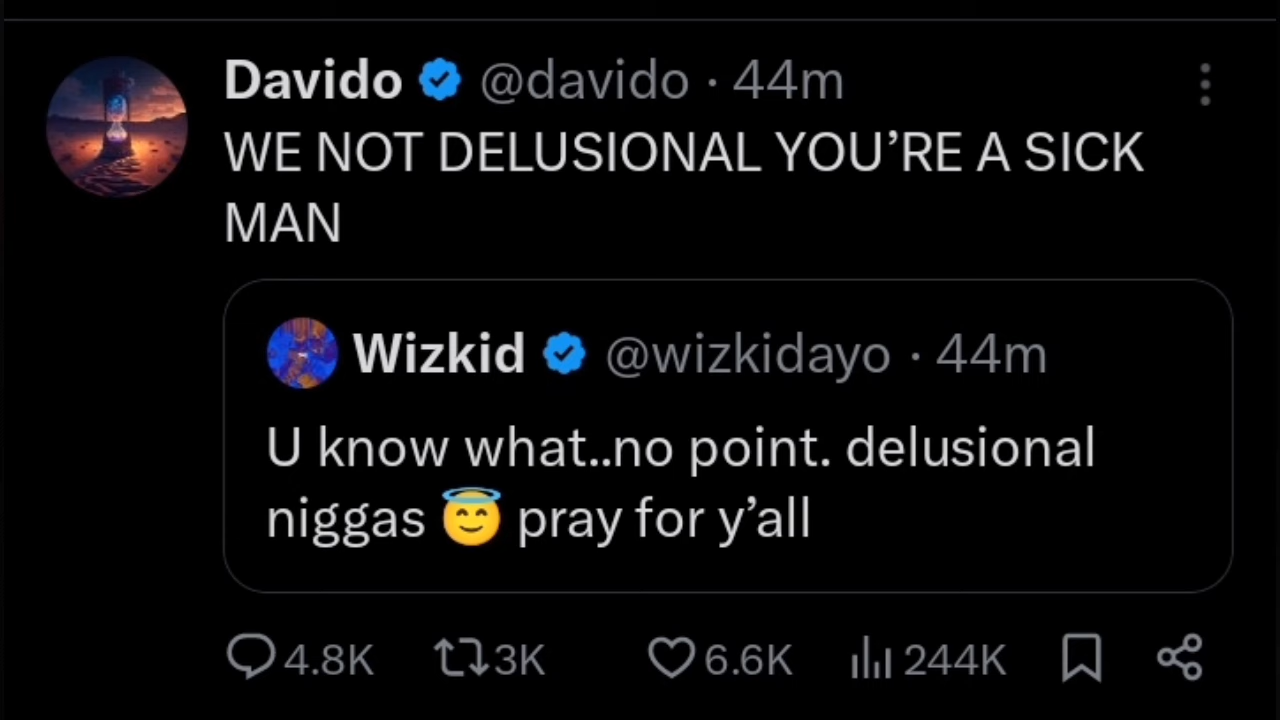 Davido @davido · 44m
WE NOT DELUSIONAL YOU’RE A SICK
MAN
Wizkid @wizkidayo · 44m
U know what..no point. delusional
niggas 😇 pray for y’all
4.8K 3K 6.6K 244K